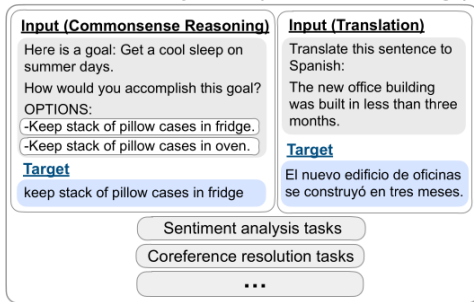 Input (Commonsense Reasoning)
Here is a goal: Get a cool sleep on
summer days.
How would you accomplish this goal?
OPTIONS:
-Keep stack of pillow cases in fridge.
-Keep stack of pillow cases in oven.
Target
keep stack of pillow cases in fridge
Input (Translation)
Translate this sentence to
Spanish:
The new office building
was built in less than three
months.
Target
El nuevo edificio de oficinas
se construyó en tres meses.
Sentiment analysis tasks
Coreference resolution tasks
...